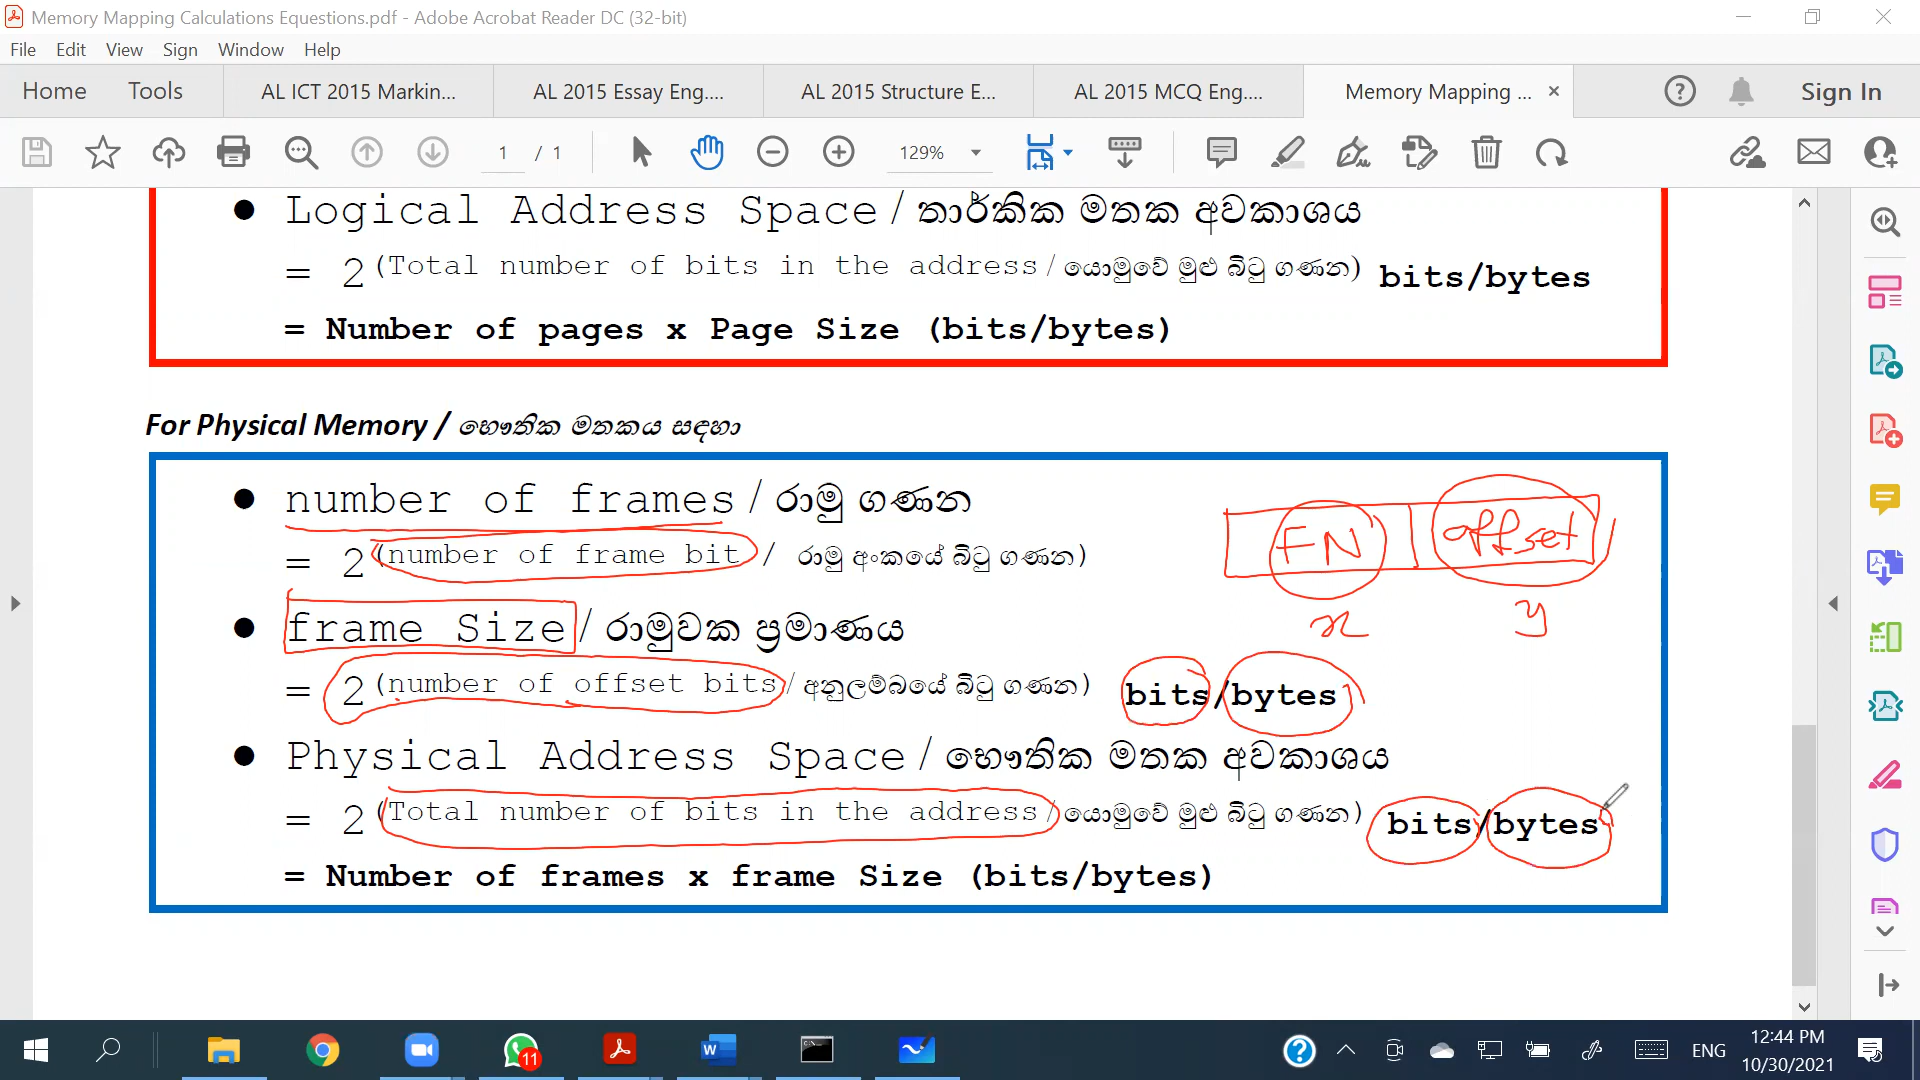 Memory Mapping Calculations Equestions.pdf - Adobe Acrobat Reader DC (32-bit)
File Edit View Sign Window Help
Home Tools AL ICT 2015 Markin... AL 2015 Essay Eng.... AL 2015 Structure E... AL 2015 MCQ Eng.... Memory Mapping ... × Sign In
1 / 1 129%
● Logical Address Space / තාර්කික මතක අවකාශය
= 2 (Total number of bits in the address / යොමුවේ මුළු බිටු ගණන) bits/bytes
= Number of pages x Page Size (bits/bytes)
For Physical Memory / භෞතික මතකය සඳහා
● number of frames / රාමු ගණන
= 2 (number of frame bit / රාමු අංකයේ බිටු ගණන)
FN offset
x y
● frame Size / රාමුවක ප්‍රමාණය
= 2 (number of offset bits / අනුලම්බයේ බිටු ගණන) bits/bytes
● Physical Address Space / භෞතික මතක අවකාශය
= 2 (Total number of bits in the address / යොමුවේ මුළු බිටු ගණන) bits/bytes
= Number of frames x frame Size (bits/bytes)
11 ENG 12:44 PM
10/30/2021